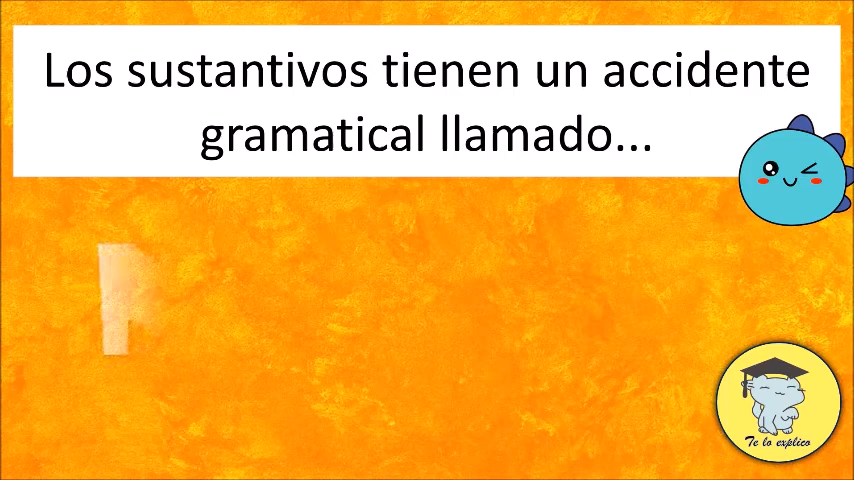 Los sustantivos tienen un accidente
gramatical llamado...
Te lo explico